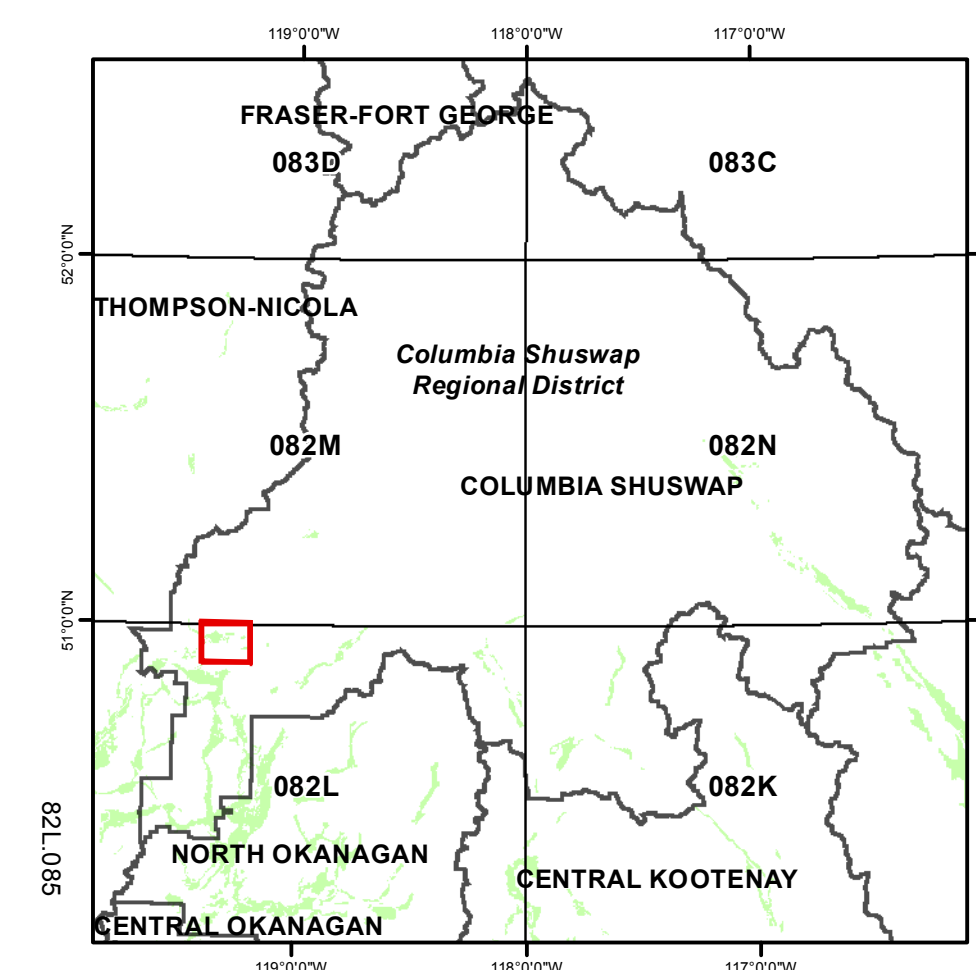 119°0'0"W 118°0'0"W 117°0'0"W
FRASER-FORT GEORGE
083D 083C
52°0'0"N
THOMPSON-NICOLA
Columbia Shuswap
Regional District
082M 082N
COLUMBIA SHUSWAP
51°0'0"N
082L 082K
82L.085
NORTH OKANAGAN
CENTRAL KOOTENAY
CENTRAL OKANAGAN
119°0'0"W 118°0'0"W 117°0'0"W